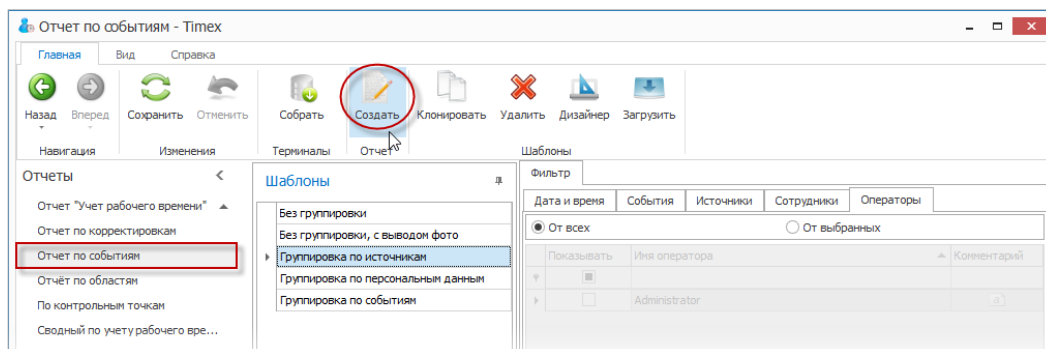 Отчет по событиям - Timex
Главная Вид Справка
Назад Вперед Сохранить Отменить Собрать Создать Клонировать Удалить Дизайнер Загрузить
Навигация Изменения Терминалы Отчет Шаблоны
Отчеты
Отчет "Учет рабочего времени"
Отчет по корректировкам
Отчет по событиям
Отчёт по областям
По контрольным точкам
Сводный по учету рабочего вре...
Шаблоны
Без группировки
Без группировки, с выводом фото
Группировка по источникам
Группировка по персональным данным
Группировка по событиям
Фильтр
Дата и время События Источники Сотрудники Операторы
От всех От выбранных
Показывать Имя оператора Комментарий
Administrator